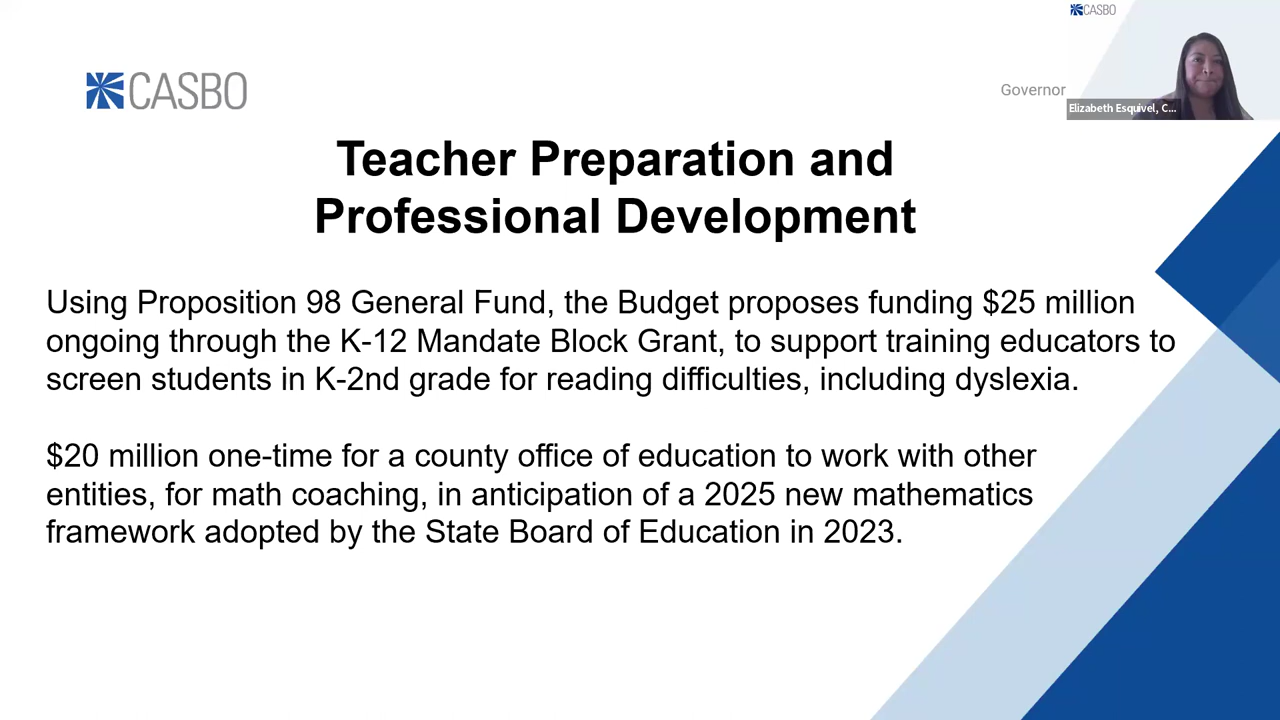 CASBO
CASBO
Governor
Elizabeth Esquivel, C...
Teacher Preparation and
Professional Development
Using Proposition 98 General Fund, the Budget proposes funding $25 million
ongoing through the K-12 Mandate Block Grant, to support training educators to
screen students in K-2nd grade for reading difficulties, including dyslexia.
$20 million one-time for a county office of education to work with other
entities, for math coaching, in anticipation of a 2025 new mathematics
framework adopted by the State Board of Education in 2023.